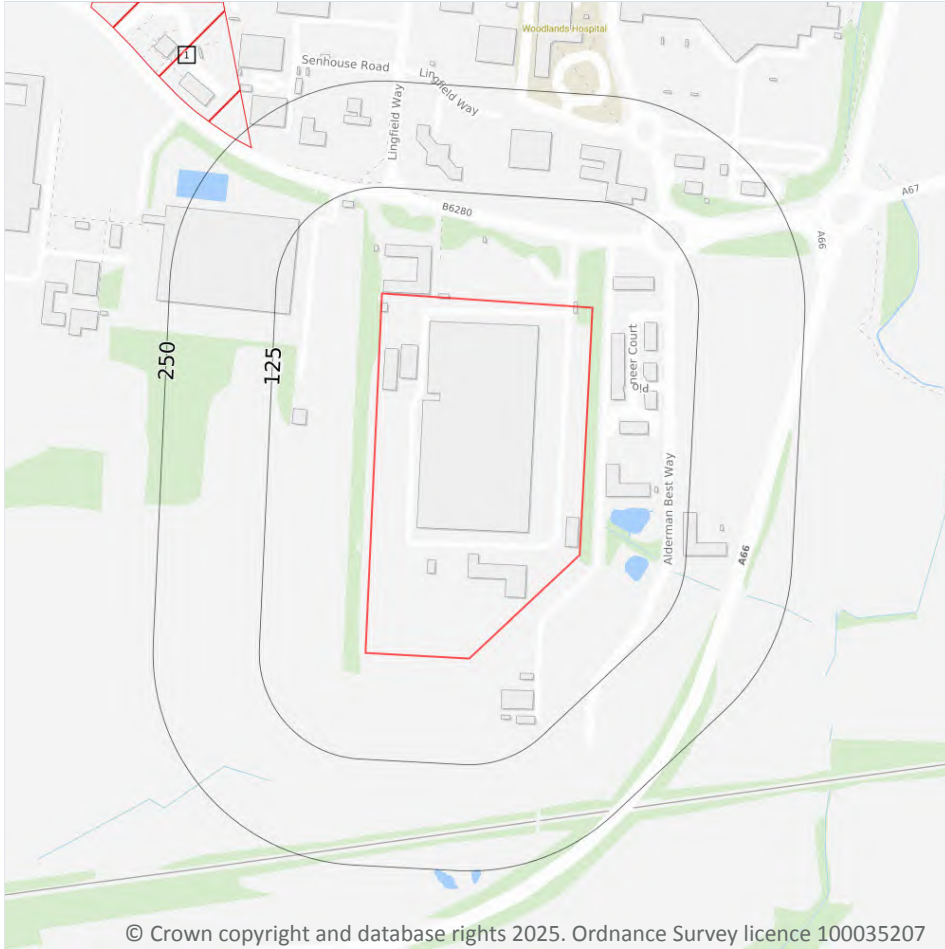 Woodlands Hospital
1
Senhouse Road
Lingfield Way
Lingfield Way
A67
B6280
A66
250
125
Pioneer Court
Alderman Best Way
A66
© Crown copyright and database rights 2025. Ordnance Survey licence 100035207